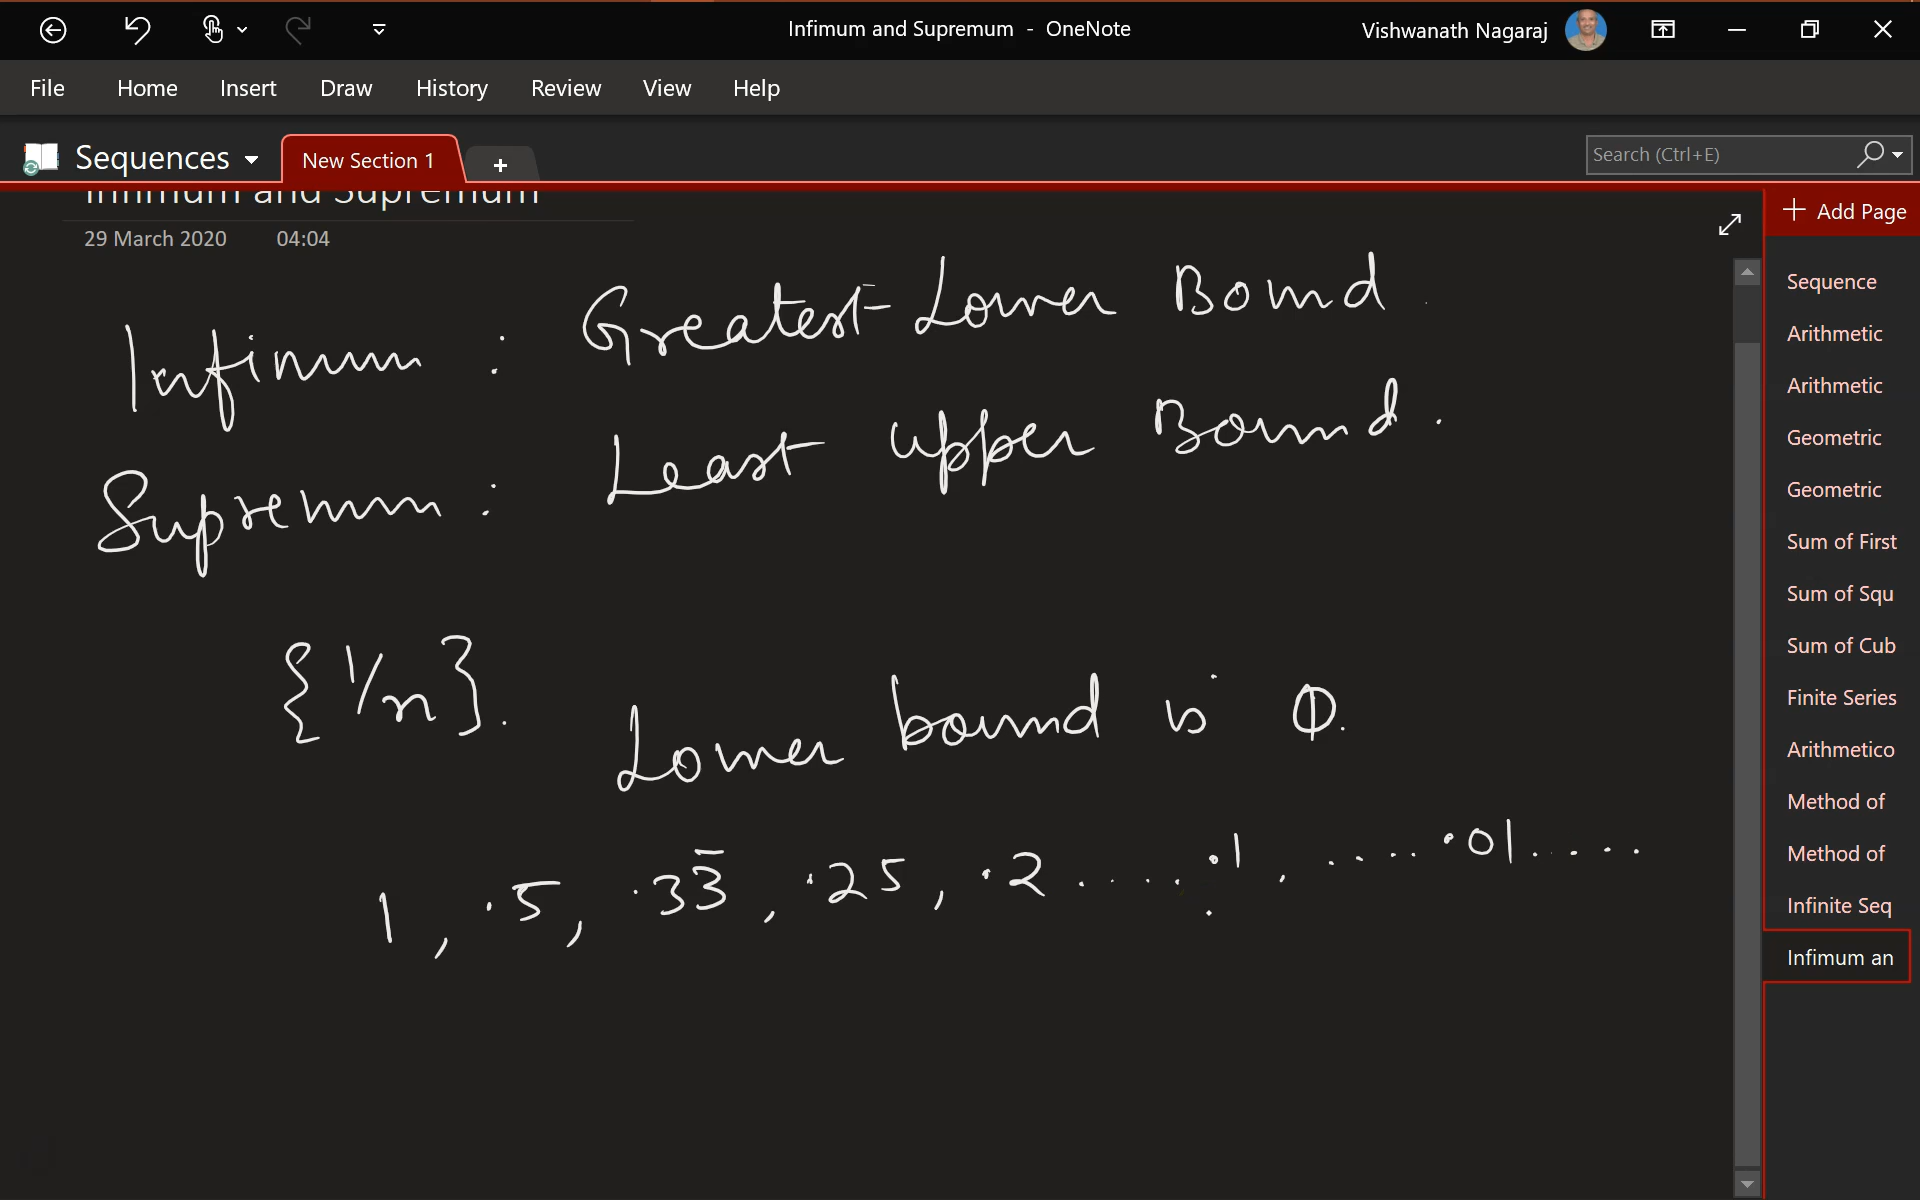 Infimum and Supremum - OneNote
Vishwanath Nagaraj
File Home Insert Draw History Review View Help
Sequences
New Section 1
+
Search (Ctrl+E)
Infimum and Supremum
29 March 2020 04:04
Add Page
Infimum : Greatest Lower Bound.
Supremum : Least upper Bound.
{1/n}. Lower bound is 0.
1, .5, .33̅, .25, .2 ..... .1, ..... .01.....
Sequence
Arithmetic
Arithmetic
Geometric
Geometric
Sum of First
Sum of Squ
Sum of Cub
Finite Series
Arithmetico
Method of
Method of
Infinite Seq
Infimum an